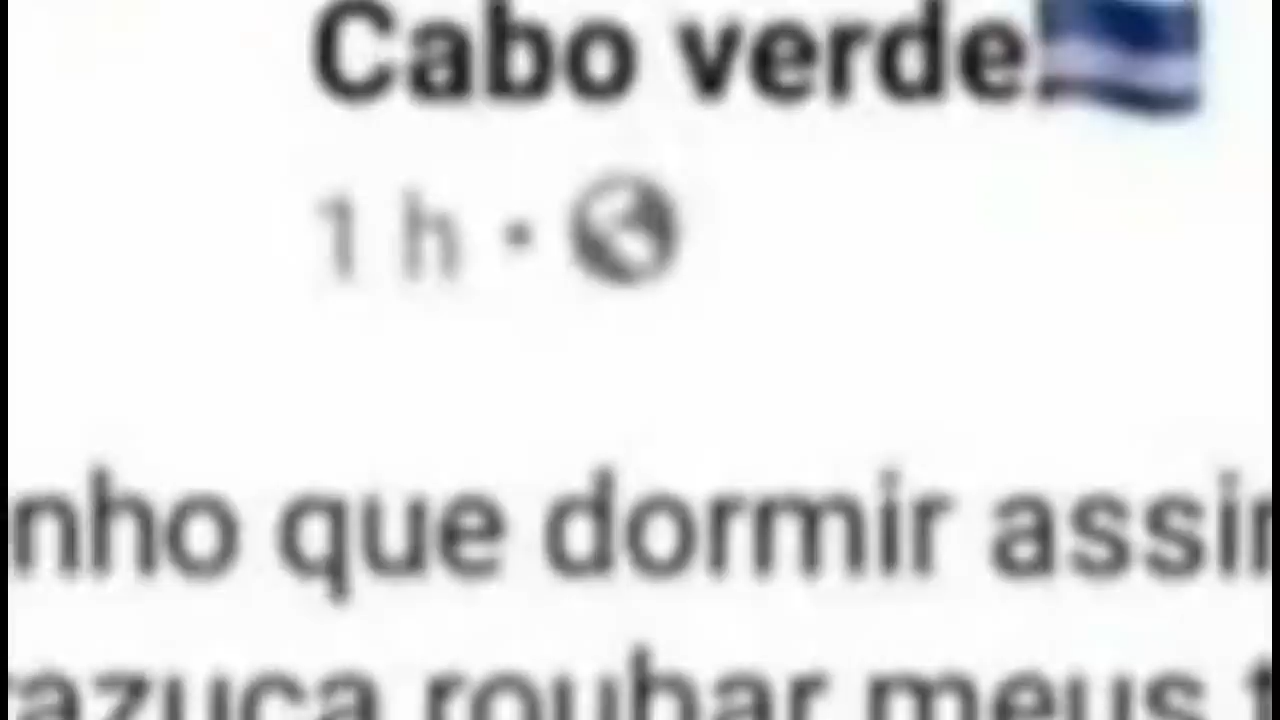 Cabo verde.
1 h •
nho que dormir assi
azuca roubar meus